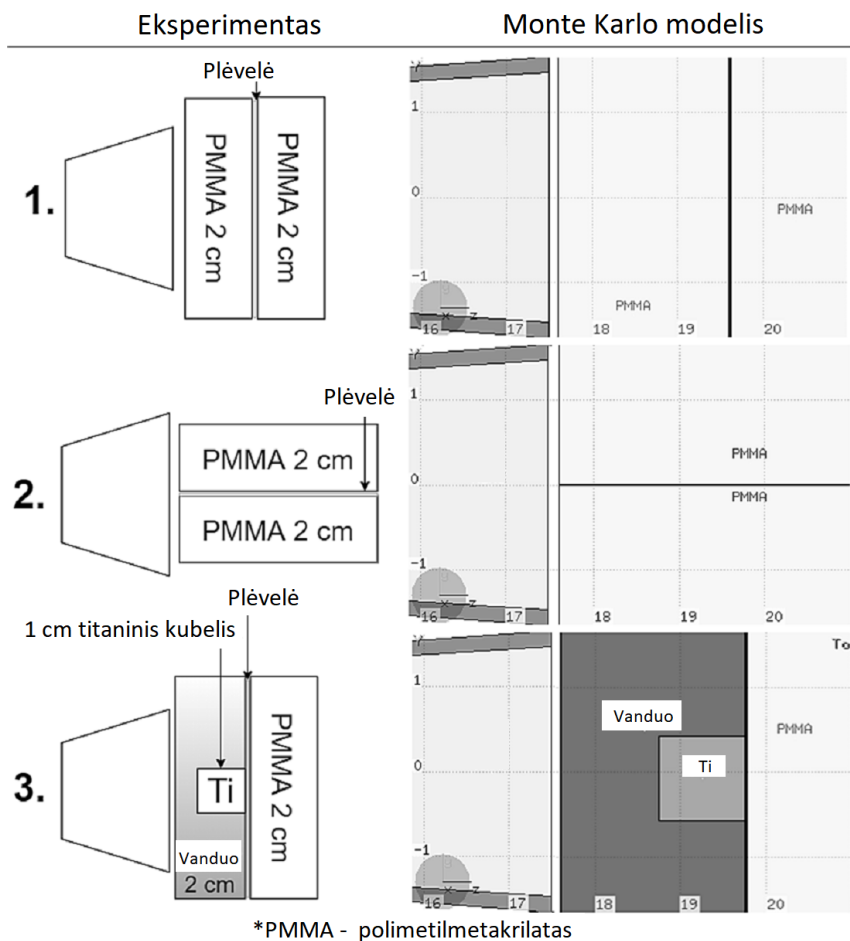 Eksperimentas
Monte Karlo modelis
Plėvelė
1.
PMMA 2 cm
PMMA 2 cm
Y
1
0
-1
x
z
16
17
18
19
20
PMMA
PMMA
Plėvelė
2.
PMMA 2 cm
PMMA 2 cm
Y
1
0
-1
x
z
16
17
18
19
20
PMMA
PMMA
Plėvelė
1 cm titaninis kubelis
3.
Ti
Vanduo
2 cm
PMMA 2 cm
Y
1
0
-1
x
z
16
17
18
19
20
Vanduo
Ti
PMMA
To
*PMMA - polimetilmetakrilatas